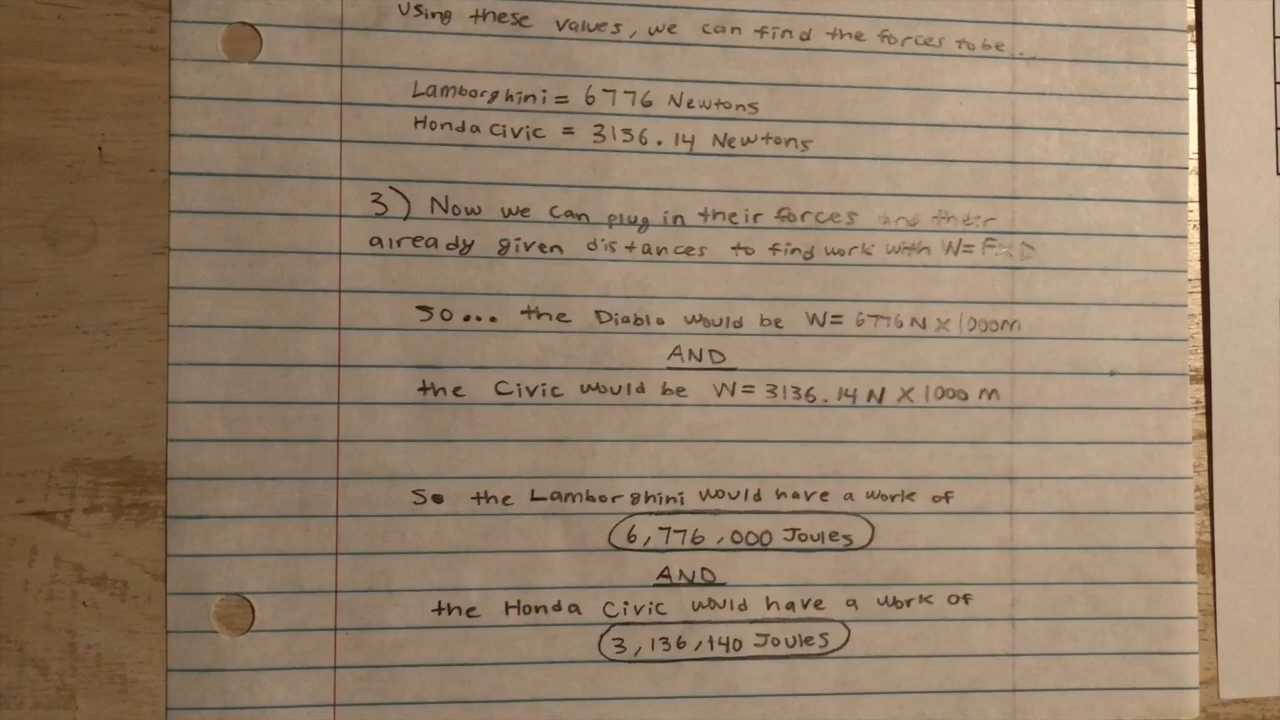 Using these values, we can find the forces to be...
Lamborghini = 6776 Newtons
Honda Civic = 3136.14 Newtons
3) Now we can plug in their forces and their
already given distances to find work with W= F x D
So... the Diablo would be W= 6776 N X 1000m
AND
the Civic would be W= 3136.14 N X 1000 m
So the Lamborghini would have a work of
6,776,000 Joules
AND
the Honda Civic would have a work of
3,136,140 Joules